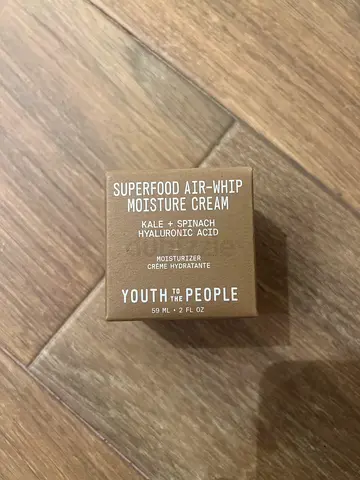 SUPERFOOD AIR-WHIP
MOISTURE CREAM
KALE + SPINACH
HYALURONIC ACID
MOISTURIZER
CRÈME HYDRATANTE
YOUTH TO THE PEOPLE
59 ML • 2 FL OZ